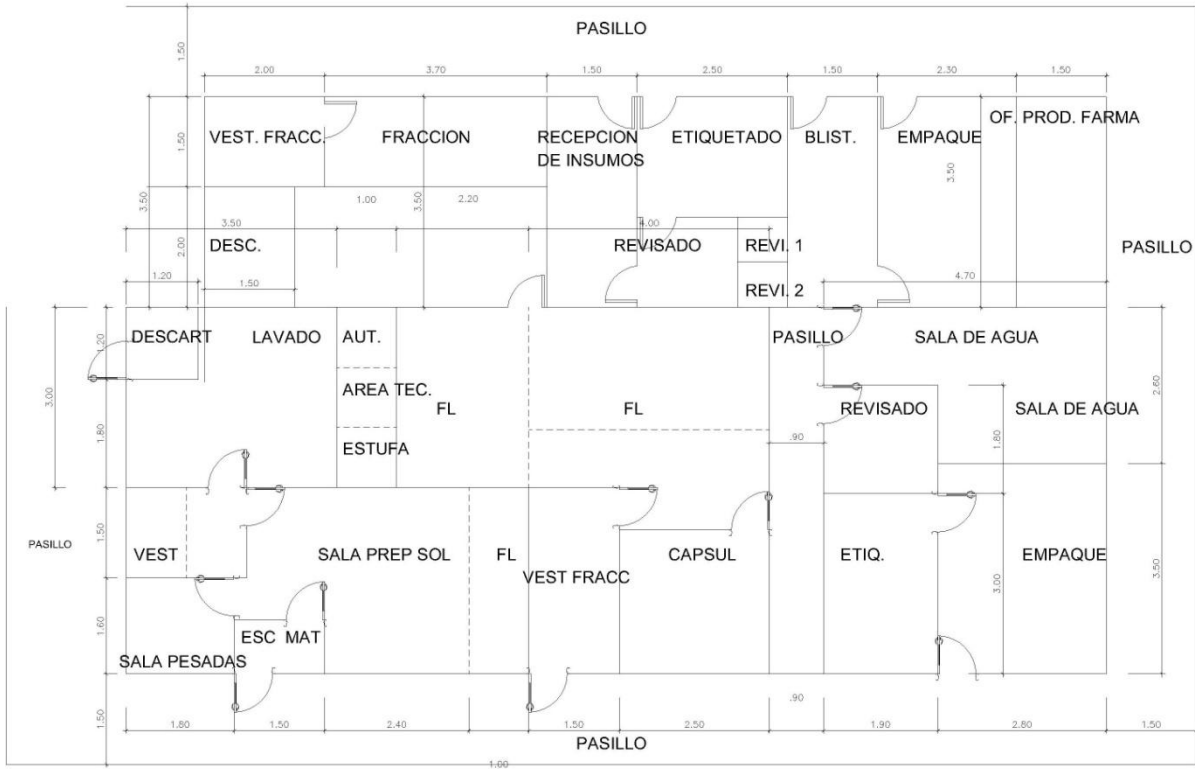 PASILLO
1.50
2.00
3.70
1.50
2.50
1.50
2.30
1.50
OF. PROD. FARMA
VEST. FRACC.
FRACCION
RECEPCION
DE INSUMOS
ETIQUETADO
BLIST.
EMPAQUE
1.50
3.50
3.50
3.50
1.00
2.20
3.50
4.00
2.00
DESC.
REVISADO
REVI. 1
PASILLO
1.20
1.50
4.70
REVI. 2
DESCART
LAVADO
AUT.
PASILLO
SALA DE AGUA
1.20
3.00
AREA TEC.
2.60
FL
FL
REVISADO
SALA DE AGUA
1.80
1.80
ESTUFA
.90
1.50
PASILLO
VEST
SALA PREP SOL
FL
CAPSUL
ETIQ.
EMPAQUE
VEST FRACC
3.00
3.50
1.60
ESC MAT
SALA PESADAS
1.50
.90
1.80
1.50
2.40
1.50
2.50
1.90
2.80
1.50
PASILLO
1.00